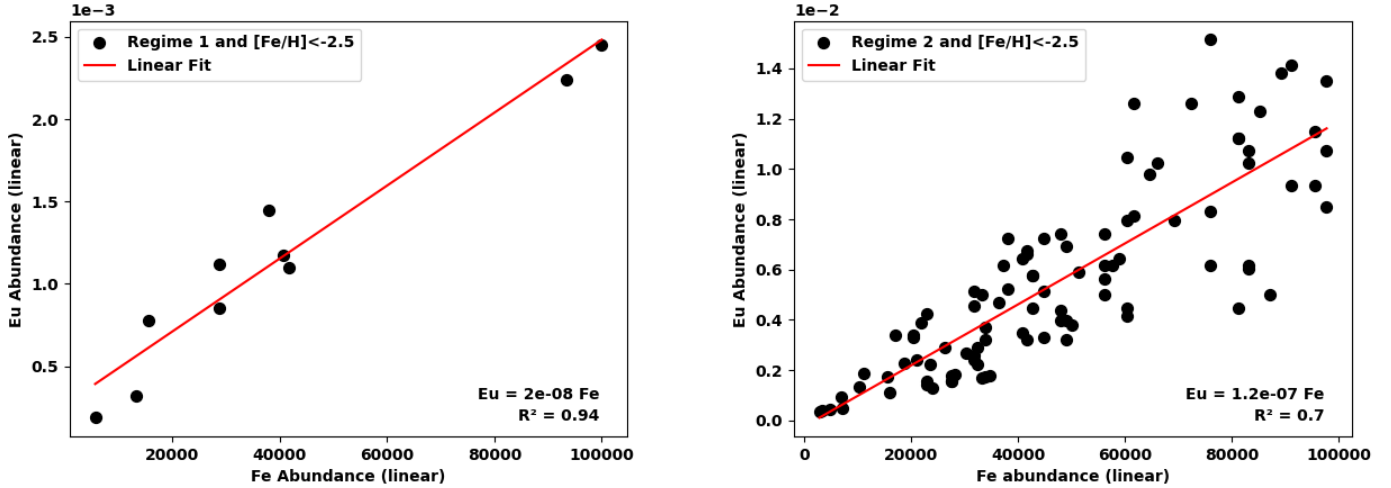 1e−3
Regime 1 and [Fe/H]<-2.5
Linear Fit
2.5
2.0
1.5
1.0
0.5
Eu Abundance (linear)
Eu = 2e-08 Fe
R² = 0.94
20000 40000 60000 80000 100000
Fe Abundance (linear)
1e−2
Regime 2 and [Fe/H]<-2.5
Linear Fit
1.4
1.2
1.0
0.8
0.6
0.4
0.2
0.0
Eu Abundance (linear)
Eu = 1.2e-07 Fe
R² = 0.7
0 20000 40000 60000 80000 100000
Fe abundance (linear)